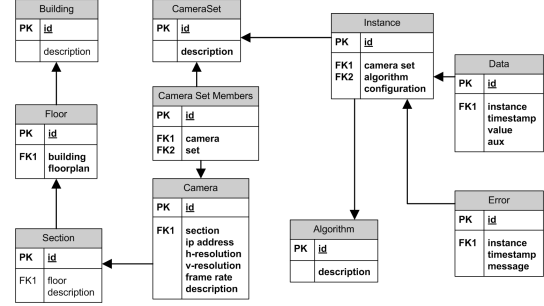 Building
PK id
description
CameraSet
PK id
description
Instance
PK id
FK1 camera set
FK2 algorithm
configuration
Data
PK id
FK1 instance
timestamp
value
aux
Camera Set Members
PK id
FK1 camera
FK2 set
Floor
PK id
FK1 building
floorplan
Camera
PK id
FK1 section
ip address
h-resolution
v-resolution
frame rate
description
Error
PK id
FK1 instance
timestamp
message
Algorithm
PK id
description
Section
PK id
FK1 floor
description